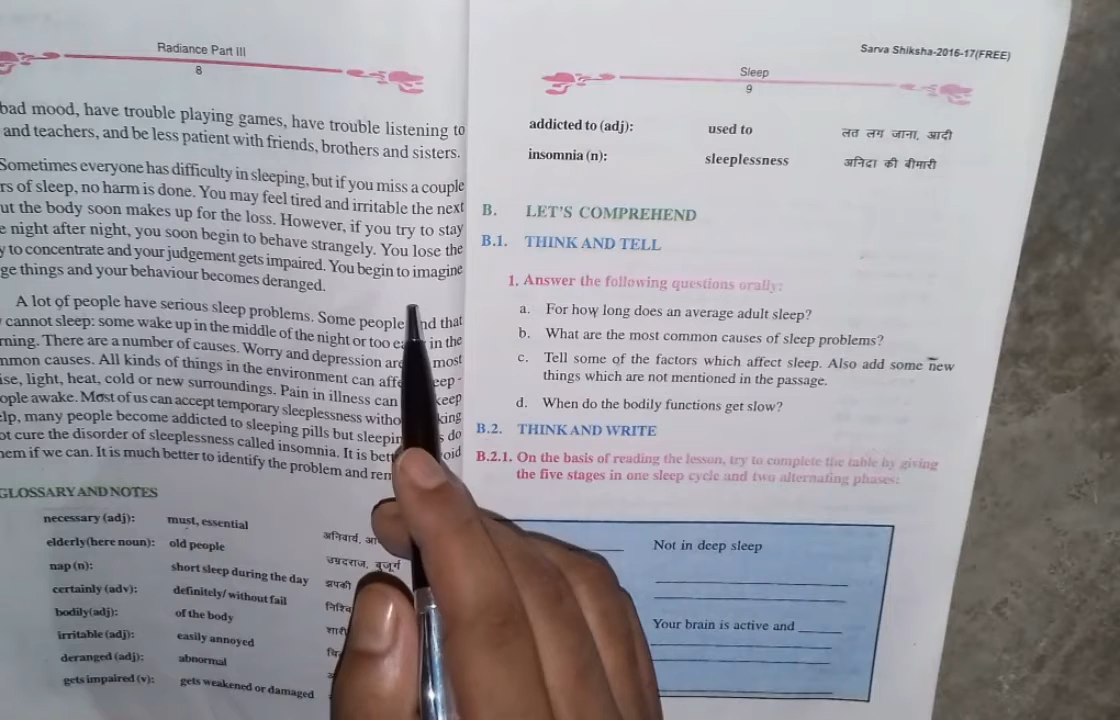 Radiance Part III
8
bad mood, have trouble playing games, have trouble listening to
and teachers, and be less patient with friends, brothers and sisters.
Sometimes everyone has difficulty in sleeping, but if you miss a couple
rs of sleep, no harm is done. You may feel tired and irritable the next
ut the body soon makes up for the loss. However, if you try to stay
e night after night, you soon begin to behave strangely. You lose the
y to concentrate and your judgement gets impaired. You begin to imagine
ge things and your behaviour becomes deranged.
A lot of people have serious sleep problems. Some people nd that
cannot sleep: some wake up in the middle of the night or too in the
rning. There are a number of causes. Worry and depression are most
mmon causes. All kinds of things in the environment can eep -
ise, light, heat, cold or new surroundings. Pain in illness can keep
ople awake. Most of us can accept temporary sleeplessness king
elp, many people become addicted to sleeping pills but do
ot cure the disorder of sleeplessness called insomnia. It is oid
hem if we can. It is much better to identify the problem and
GLOSSARY AND NOTES
necessary (adj): must, essential अनिवार्य,
elderly(here noun): old people उम्रदराज, बुजूर्ग
nap (n): short sleep during the day झपकी
certainly (adv): definitely/ without fail
bodily(adj): of the body
irritable (adj): easily annoyed
deranged (adj): abnormal
gets impaired (v): gets weakened or damaged
Sarva Shiksha-2016-17(FREE)
Sleep
9
addicted to (adj): used to लत लग जाना, आदी
insomnia (n): sleeplessness अनिद्रा की बीमारी
B. LET'S COMPREHEND
B.1. THINK AND TELL
1. Answer the following questions orally:
a. For how long does an average adult sleep?
b. What are the most common causes of sleep problems?
c. Tell some of the factors which affect sleep. Also add some new
things which are not mentioned in the passage.
d. When do the bodily functions get slow?
B.2. THINK AND WRITE
B.2.1. On the basis of reading the lesson, try to complete the table by giving
the five stages in one sleep cycle and two alternating phases:
Not in deep sleep
Your brain is active and ______